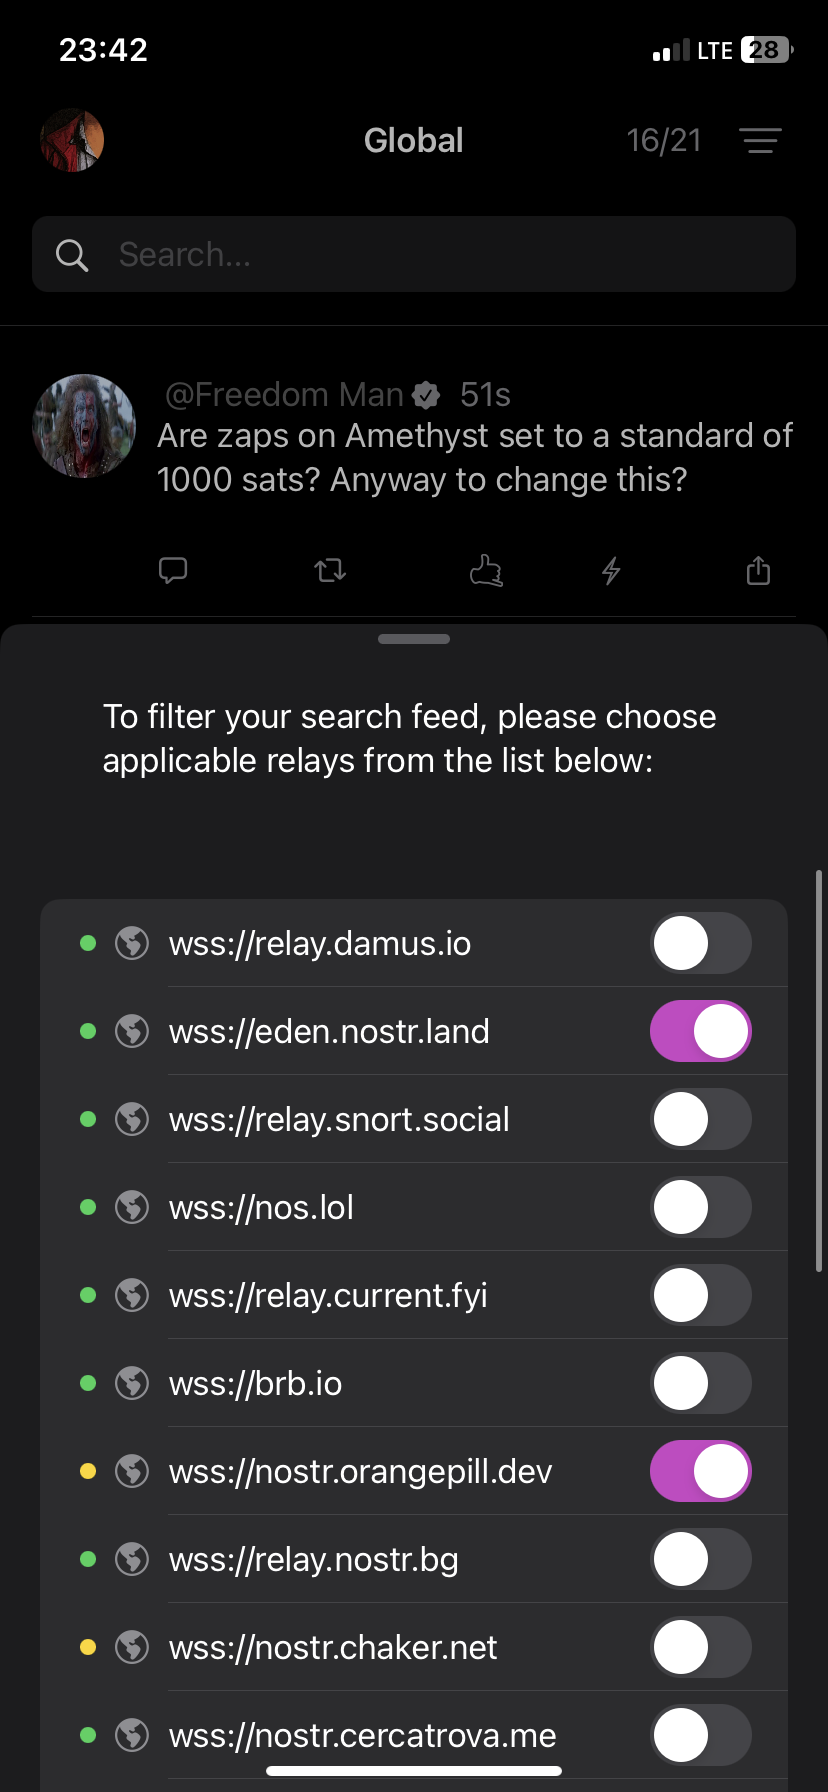 23:42 LTE 28
Global 16/21
Search...
@Freedom Man 51s
Are zaps on Amethyst set to a standard of
1000 sats? Anyway to change this?
To filter your search feed, please choose
applicable relays from the list below:
wss://relay.damus.io
wss://eden.nostr.land
wss://relay.snort.social
wss://nos.lol
wss://relay.current.fyi
wss://brb.io
wss://nostr.orangepill.dev
wss://relay.nostr.bg
wss://nostr.chaker.net
wss://nostr.cercatrova.me